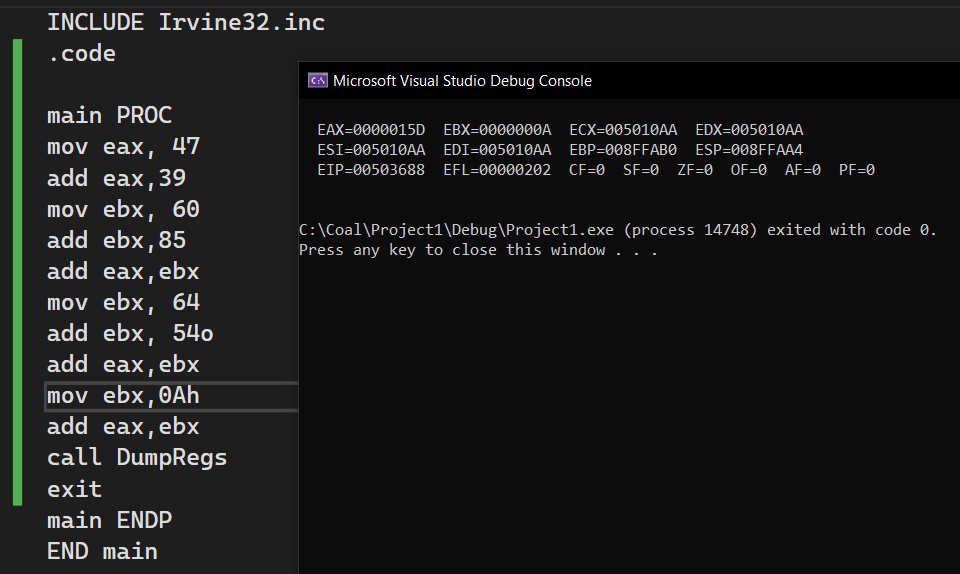 INCLUDE Irvine32.inc
.code
main PROC
mov eax, 47
add eax,39
mov ebx, 60
add ebx,85
add eax,ebx
mov ebx, 64
add ebx, 54o
add eax,ebx
mov ebx,0Ah
add eax,ebx
call DumpRegs
exit
main ENDP
END main
Microsoft Visual Studio Debug Console
EAX=0000015D EBX=0000000A ECX=005010AA EDX=005010AA
ESI=005010AA EDI=005010AA EBP=008FFAB0 ESP=008FFAA4
EIP=00503688 EFL=00000202 CF=0 SF=0 ZF=0 OF=0 AF=0 PF=0
C:\Coal\Project1\Debug\Project1.exe (process 14748) exited with code 0.
Press any key to close this window . . .